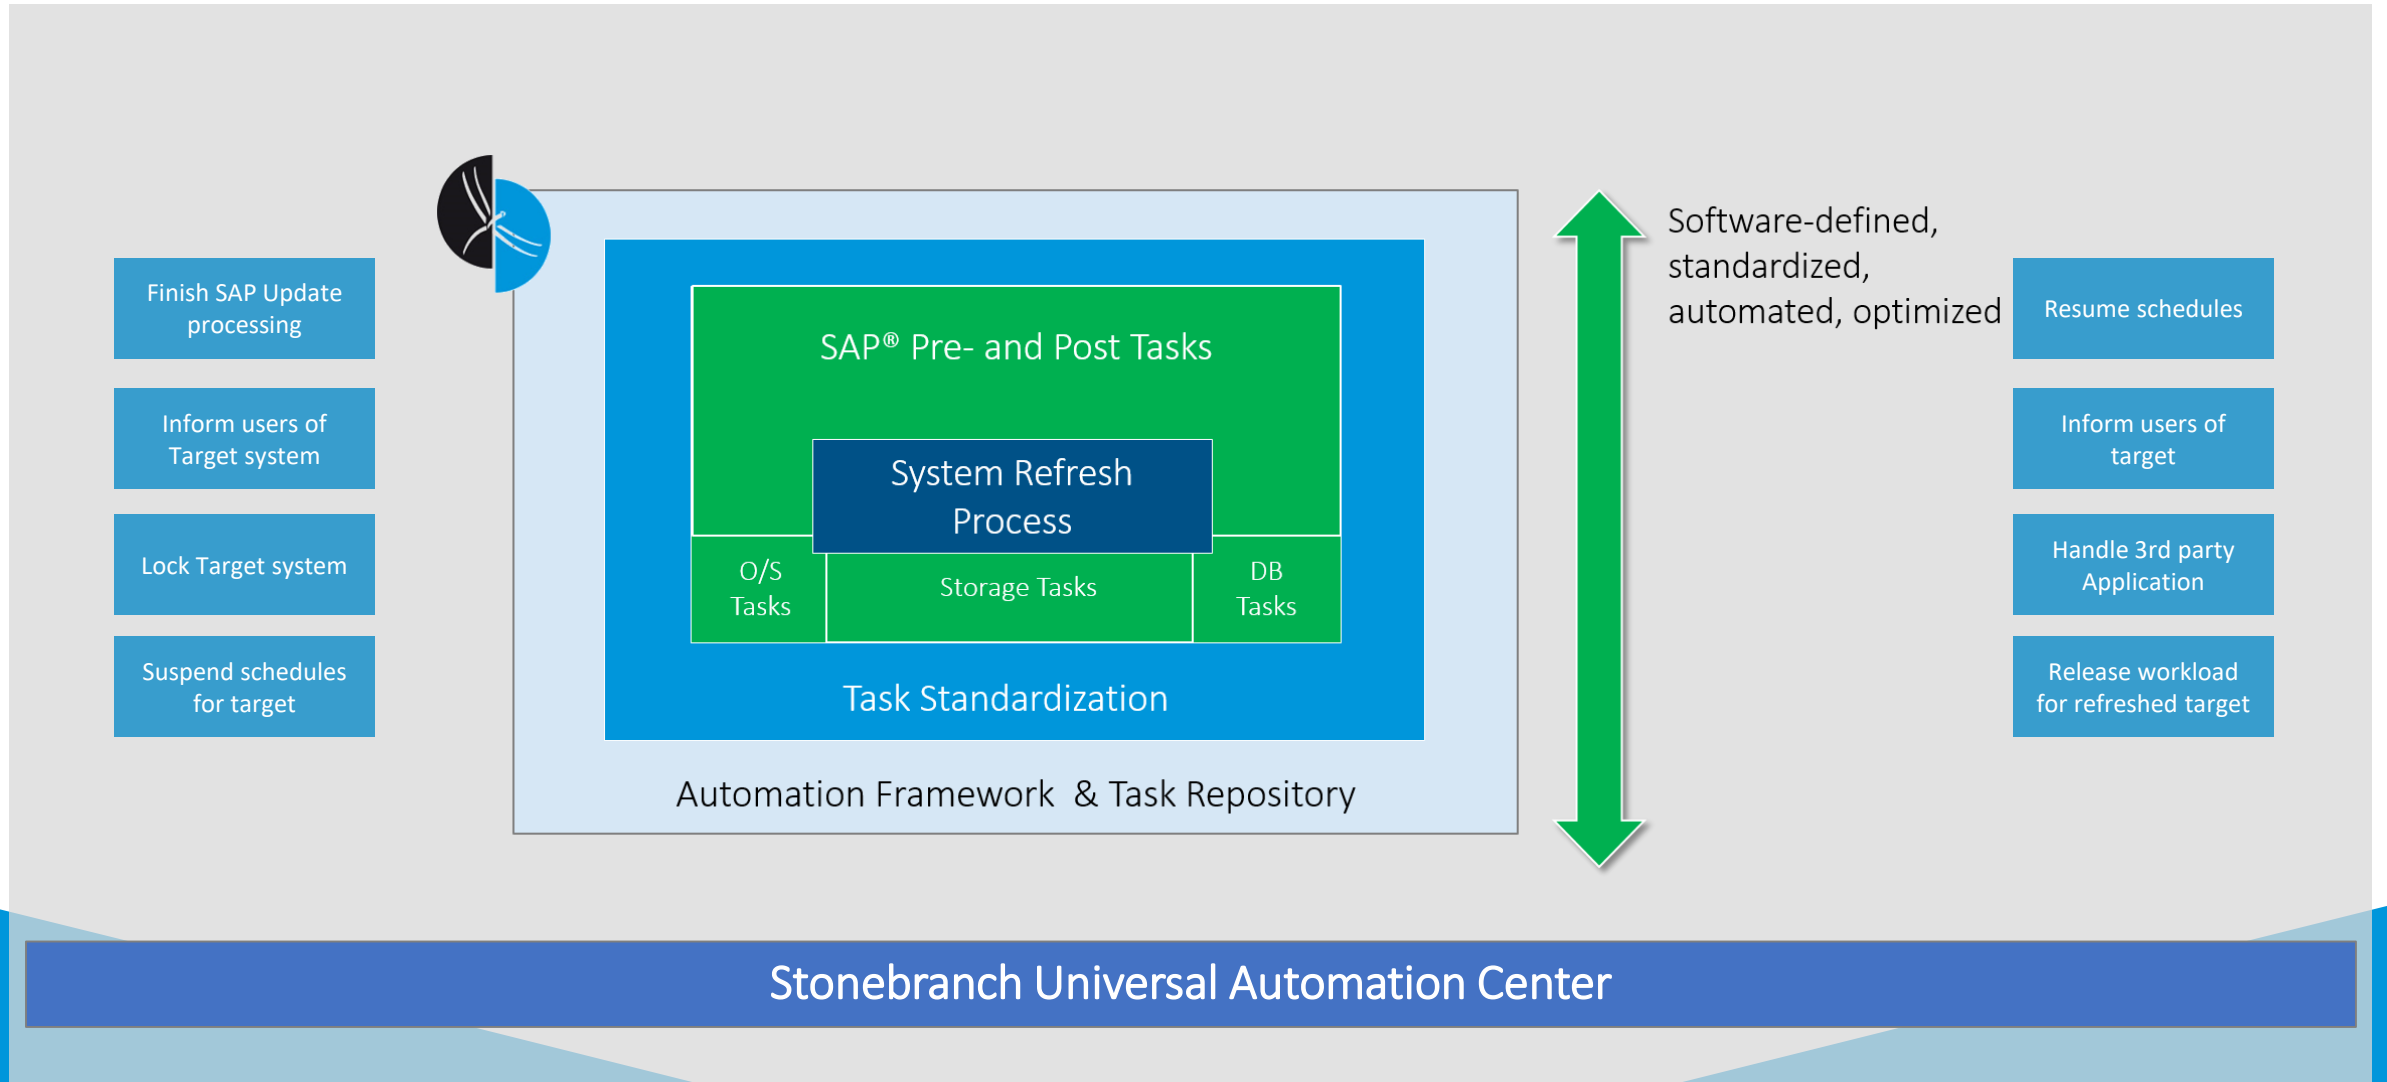 Finish SAP Update
processing
Inform users of
Target system
Lock Target system
Suspend schedules
for target
SAP® Pre- and Post Tasks
System Refresh
Process
O/S
Tasks
Storage Tasks
DB
Tasks
Task Standardization
Automation Framework  & Task Repository
Software-defined,
standardized,
automated, optimized
Resume schedules
Inform users of
target
Handle 3rd party
Application
Release workload
for refreshed target
Stonebranch Universal Automation Center